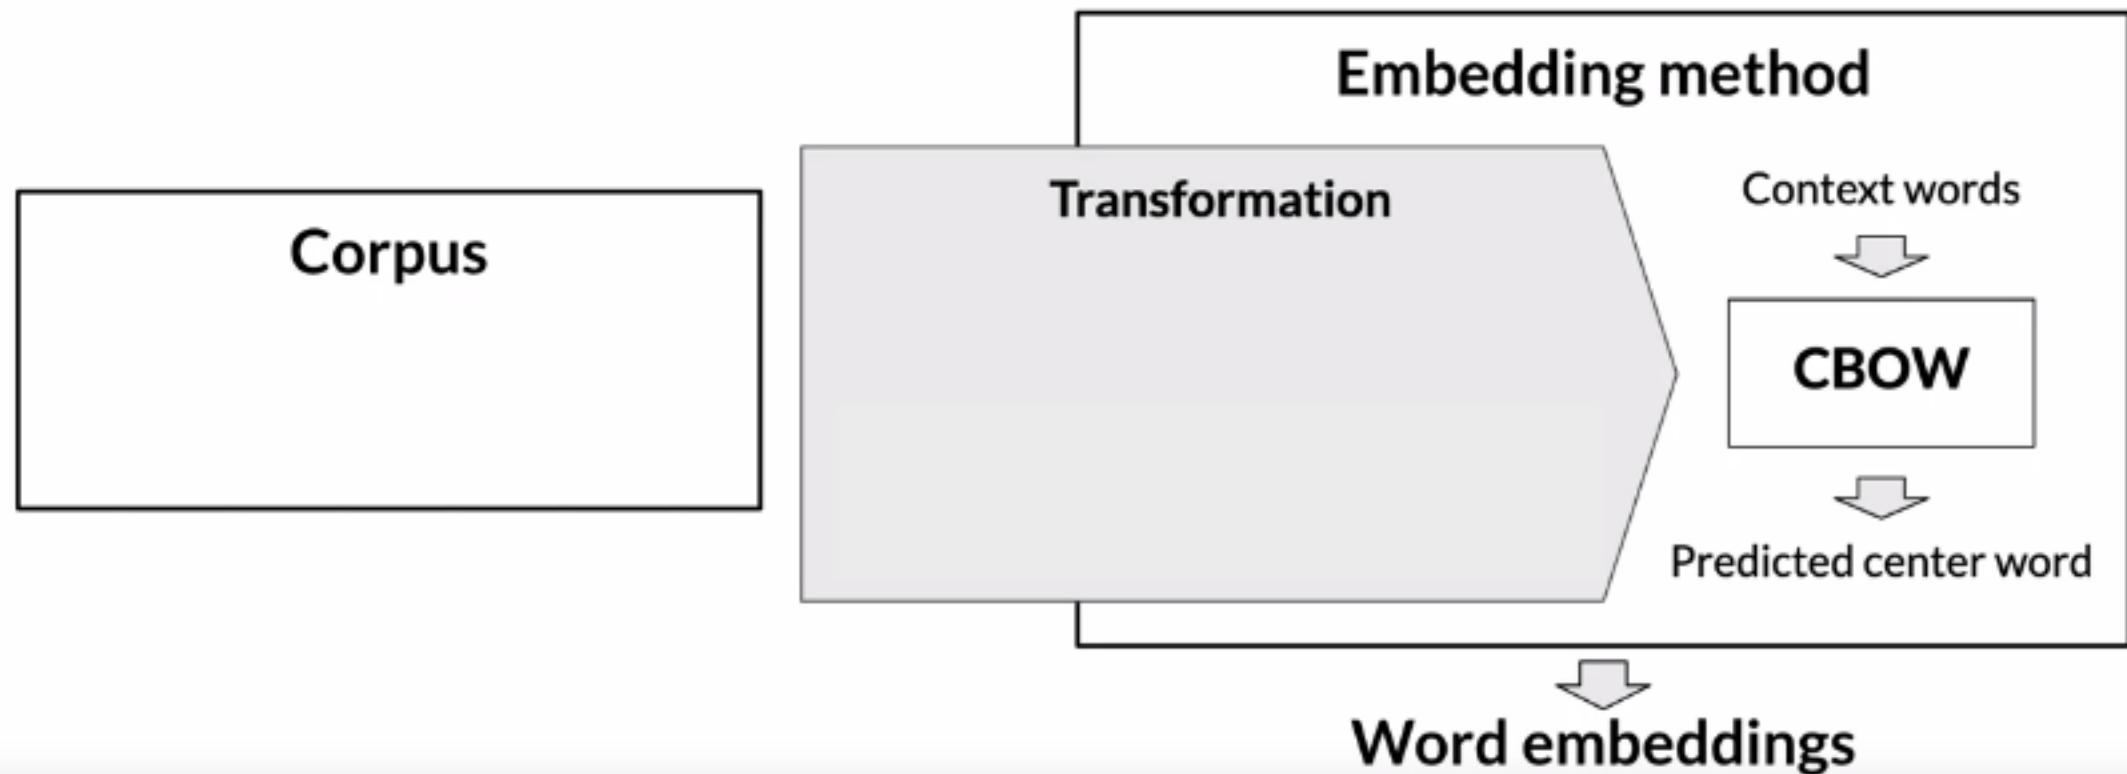 Embedding method
Corpus
Transformation
Context words
CBOW
Predicted center word
Word embeddings